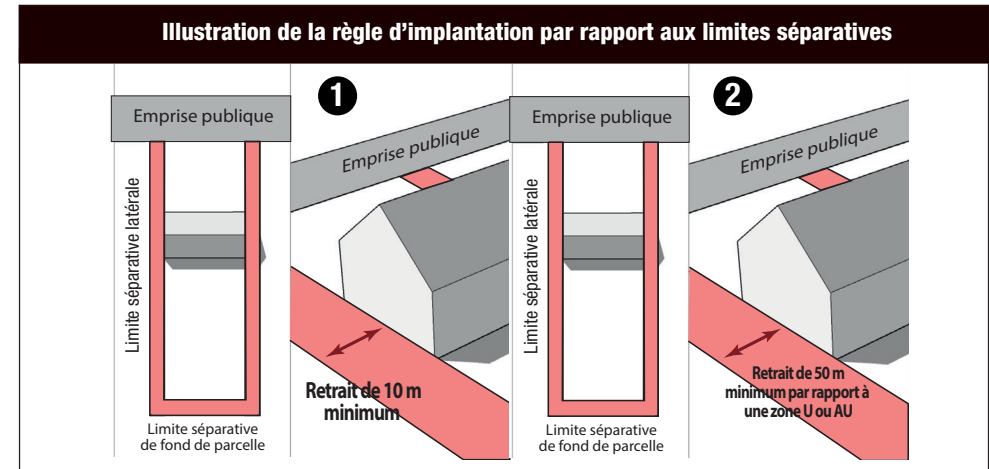 Illustration de la règle d'implantation par rapport aux limites séparatives
Emprise publique
Limite séparative latérale
Limite séparative
de fond de parcelle
1
Emprise publique
Retrait de 10 m
minimum
Emprise publique
Limite séparative latérale
Limite séparative
de fond de parcelle
2
Emprise publique
Retrait de 50 m
minimum par rapport à
une zone U ou AU